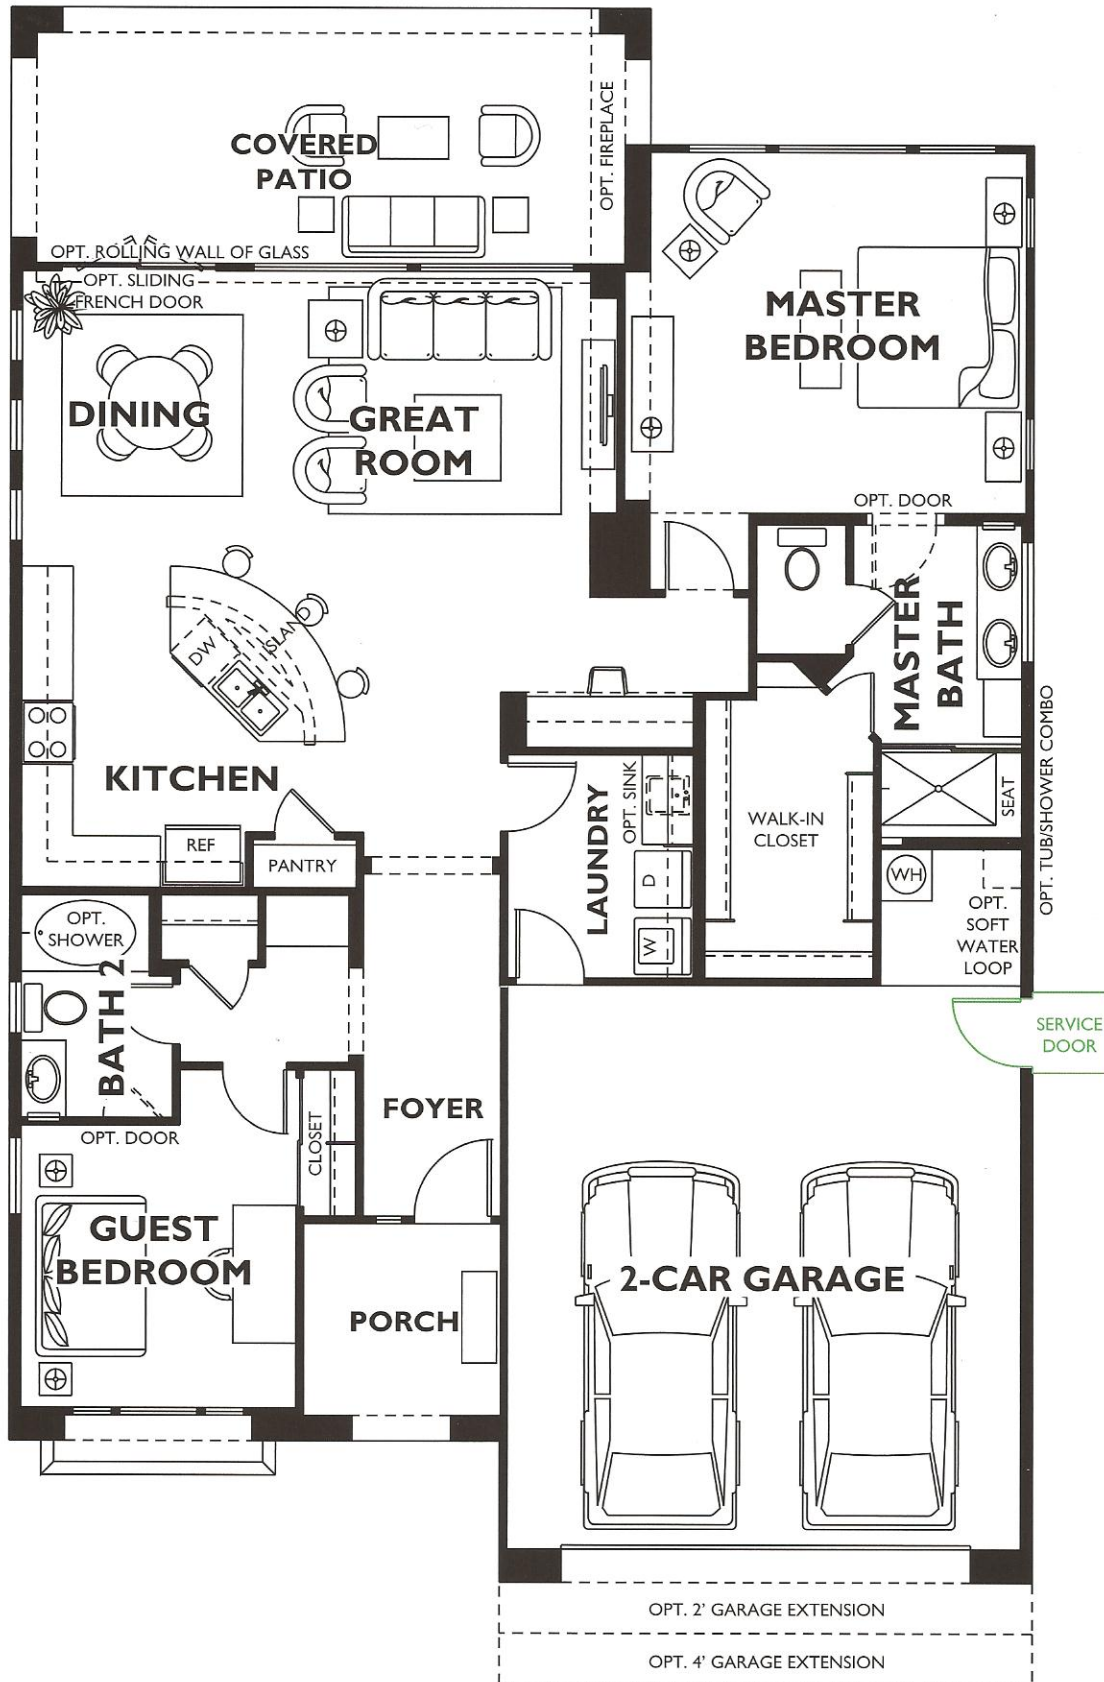 COVERED
PATIO
OPT. FIREPLACE
OPT. ROLLING WALL OF GLASS
OPT. SLIDING
FRENCH DOOR
DINING
GREAT
ROOM
MASTER
BEDROOM
OPT. DOOR
MASTER
BATH
ISLAND
DW
KITCHEN
REF
PANTRY
LAUNDRY
OPT. SINK
D
W
WALK-IN
CLOSET
SEAT
OPT. TUB/SHOWER COMBO
WH
OPT.
SOFT
WATER
LOOP
OPT.
SHOWER
BATH 2
OPT. DOOR
CLOSET
FOYER
SERVICE
DOOR
GUEST
BEDROOM
PORCH
2-CAR GARAGE
OPT. 2' GARAGE EXTENSION
OPT. 4' GARAGE EXTENSION